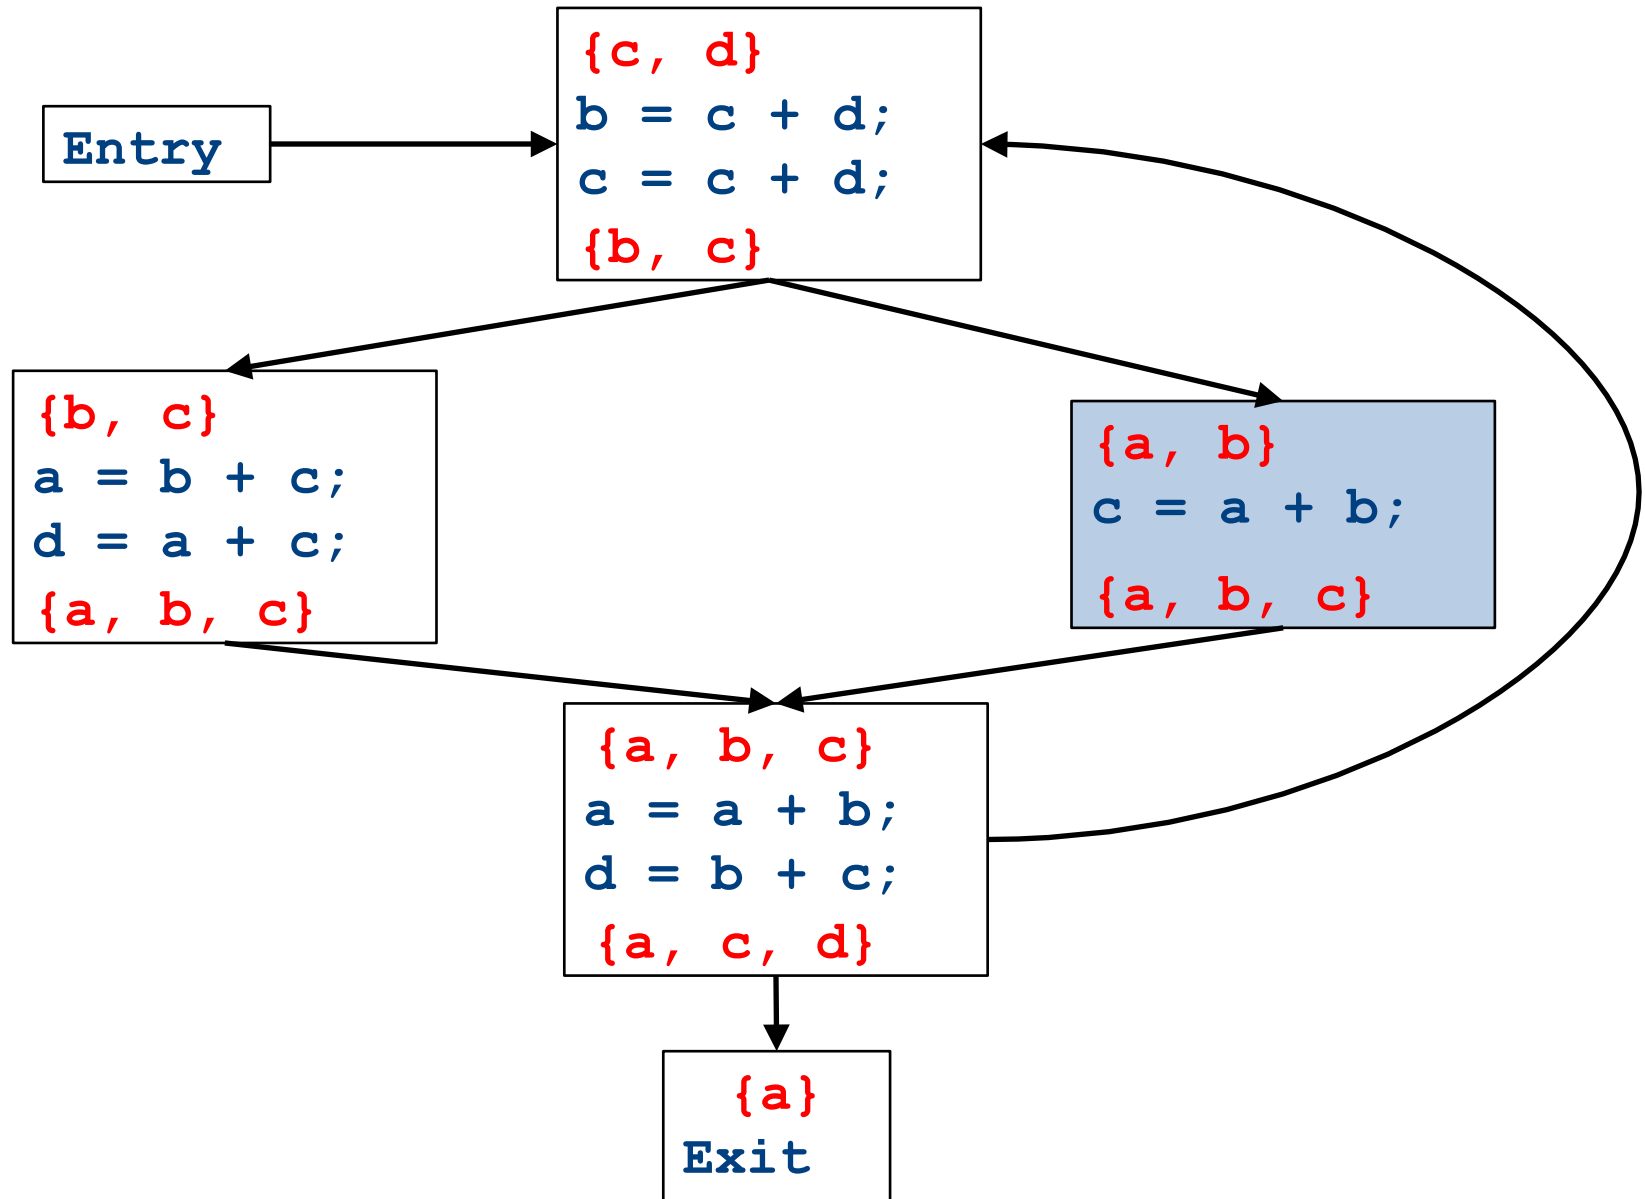 Entry
{c, d}
b = c + d;
c = c + d;
{b, c}
{b, c}
a = b + c;
d = a + c;
{a, b, c}
{a, b}
c = a + b;
{a, b, c}
{a, b, c}
a = a + b;
d = b + c;
{a, c, d}
{a}
Exit